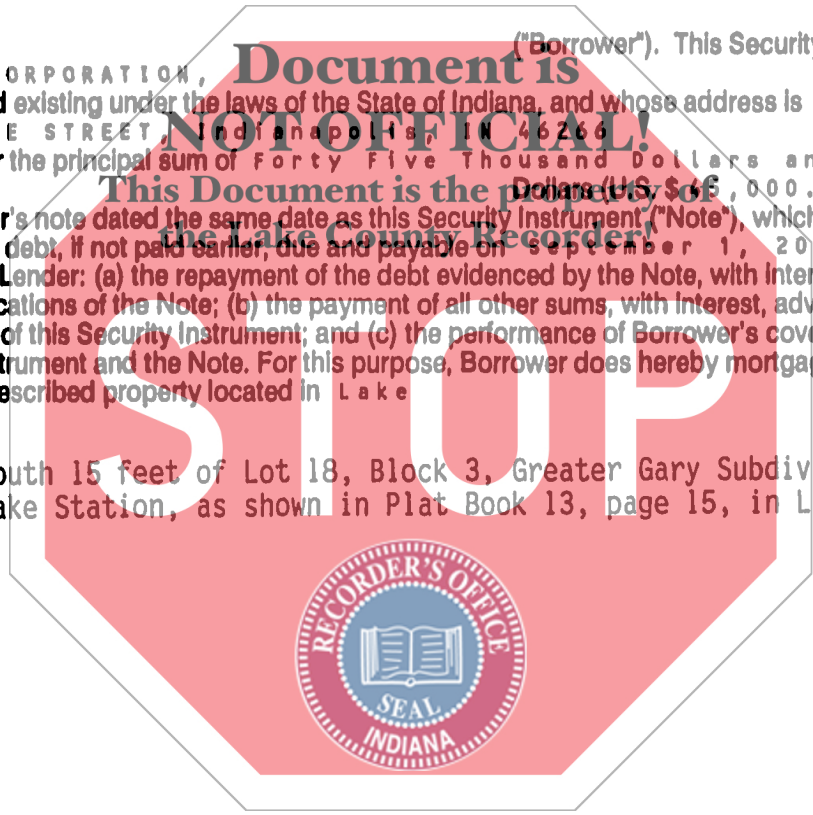 ("Borrower"). This Security
ORPORATION,
Document is
existing under the laws of the State of Indiana, and whose address is
E STREET, Indianapolis, IN 46266
NOT OFFICIAL!
the principal sum of Forty Five Thousand Dollars an
This Document is the property of
Dollars (U.S. $ 45,000.
r's note dated the same date as this Security Instrument ("Note"), which
the Lake County Recorder!
debt, if not paid earlier, due and payable on September 1, 20
Lender: (a) the repayment of the debt evidenced by the Note, with inter
cations of the Note; (b) the payment of all other sums, with interest, adv
of this Security Instrument; and (c) the performance of Borrower's cove
trument and the Note. For this purpose, Borrower does hereby mortgag
escribed property located in Lake
STOP
outh 15 feet of Lot 18, Block 3, Greater Gary Subdiv
ake Station, as shown in Plat Book 13, page 15, in L
RECORDER'S OFFICE
SEAL
INDIANA